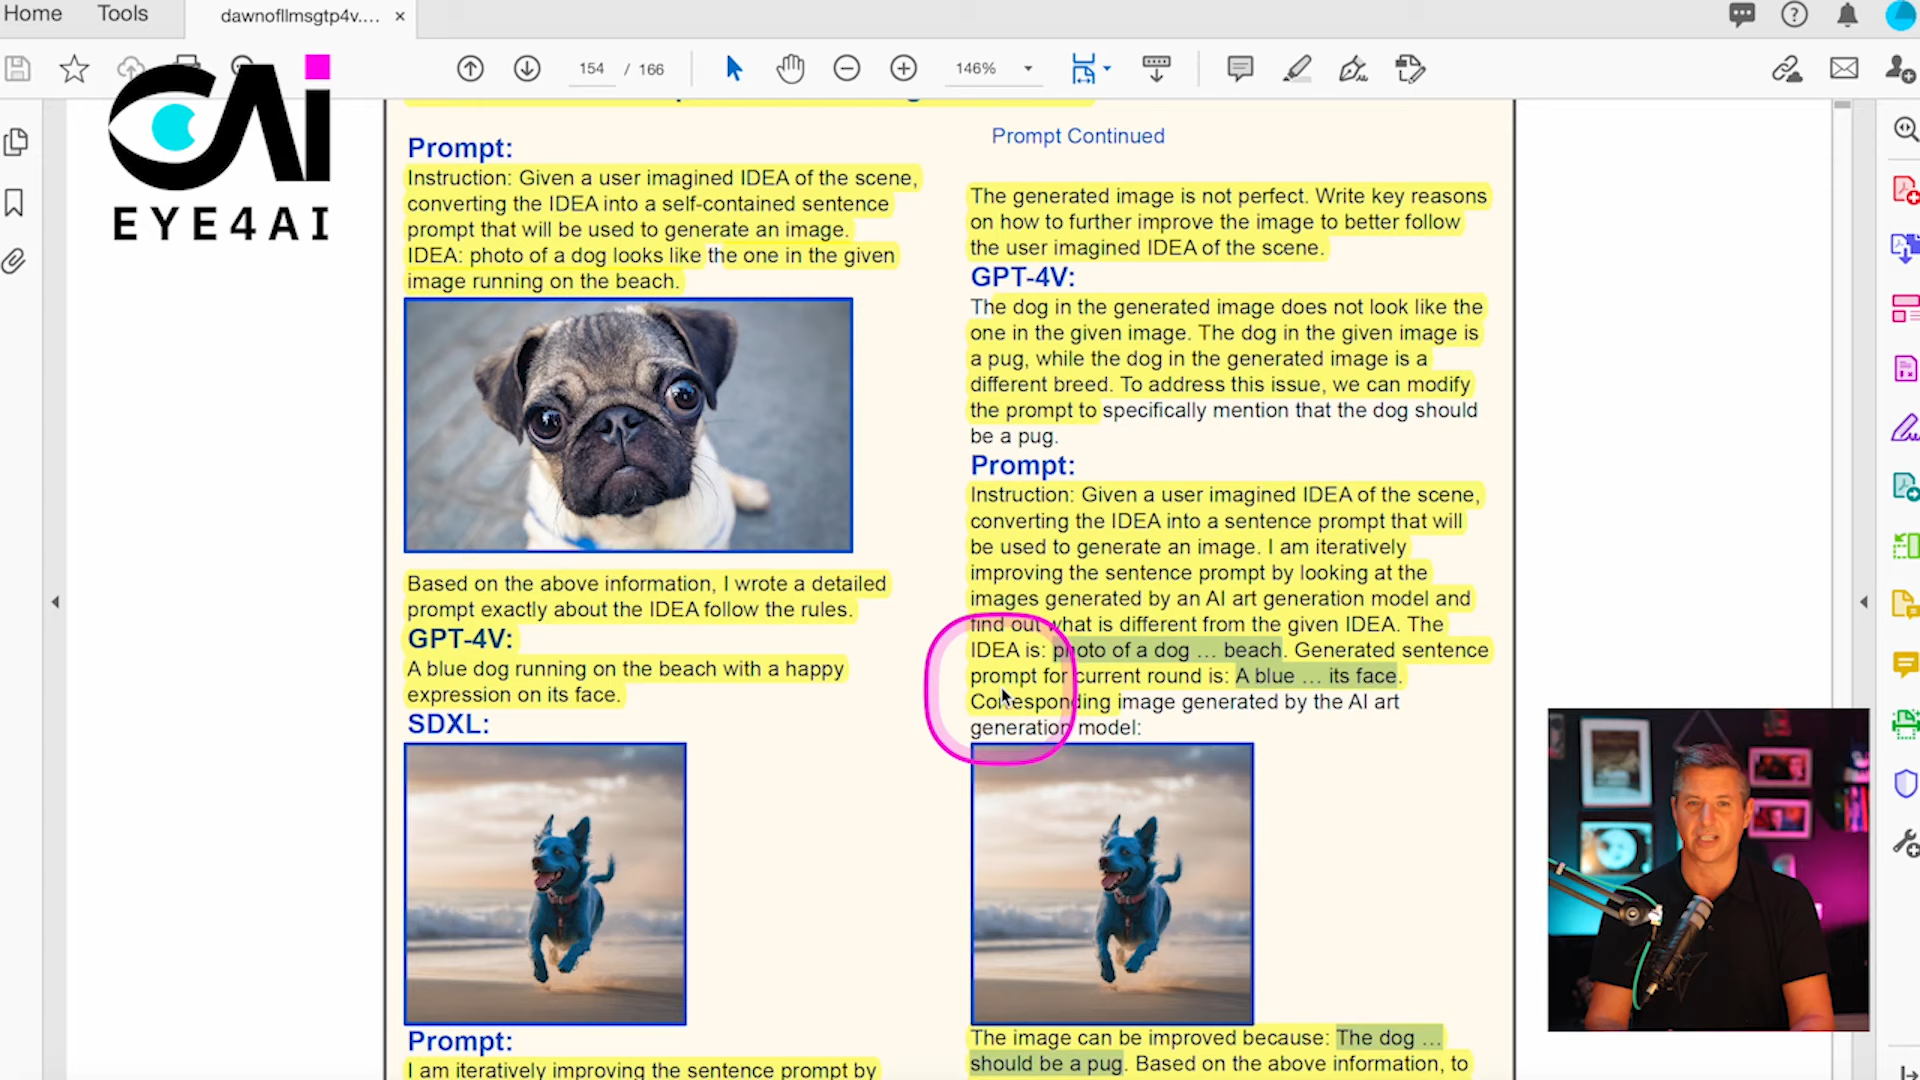 Home
Tools
dawnofllmsgtp4v....
154 / 166
146%
EYE4AI
Prompt:
Instruction: Given a user imagined IDEA of the scene,
converting the IDEA into a self-contained sentence
prompt that will be used to generate an image.
IDEA: photo of a dog looks like the one in the given
image running on the beach.
Based on the above information, I wrote a detailed
prompt exactly about the IDEA follow the rules.
GPT-4V:
A blue dog running on the beach with a happy
expression on its face.
SDXL:
Prompt:
I am iteratively improving the sentence prompt by
Prompt Continued
The generated image is not perfect. Write key reasons
on how to further improve the image to better follow
the user imagined IDEA of the scene.
GPT-4V:
The dog in the generated image does not look like the
one in the given image. The dog in the given image is
a pug, while the dog in the generated image is a
different breed. To address this issue, we can modify
the prompt to specifically mention that the dog should
be a pug.
Prompt:
Instruction: Given a user imagined IDEA of the scene,
converting the IDEA into a sentence prompt that will
be used to generate an image. I am iteratively
improving the sentence prompt by looking at the
images generated by an AI art generation model and
find out what is different from the given IDEA. The
IDEA is: photo of a dog ... beach. Generated sentence
prompt for current round is: A blue ... its face.
Corresponding image generated by the AI art
generation model:
The image can be improved because: The dog ...
should be a pug. Based on the above information, to